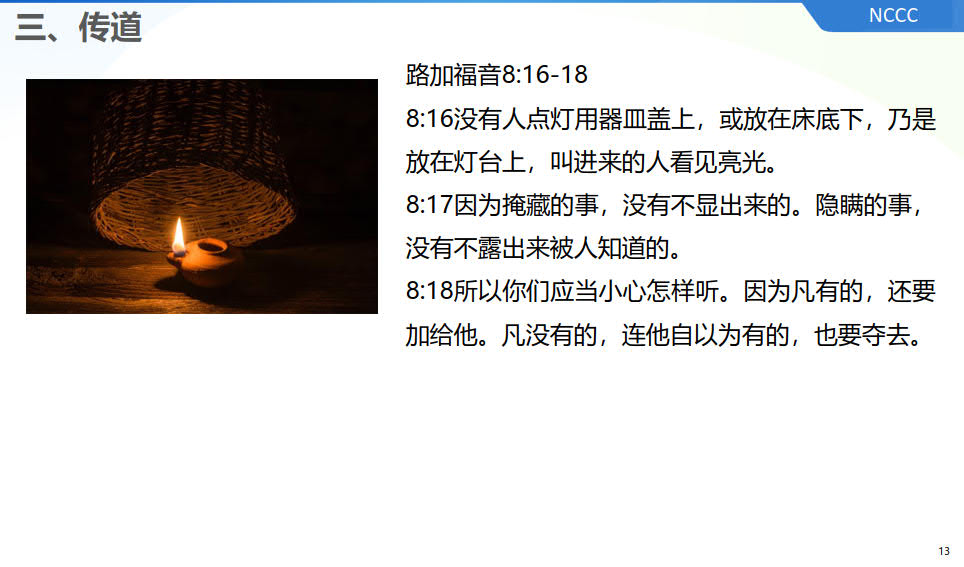 三、传道
NCCC
路加福音8:16-18
8:16没有人点灯用器皿盖上，或放在床底下，乃是
放在灯台上，叫进来的人看见亮光。
8:17因为掩藏的事，没有不显出来的。隐瞒的事，
没有不露出来被人知道的。
8:18所以你们应当小心怎样听。因为凡有的，还要
加给他。凡没有的，连他自以为有的，也要夺去。
13